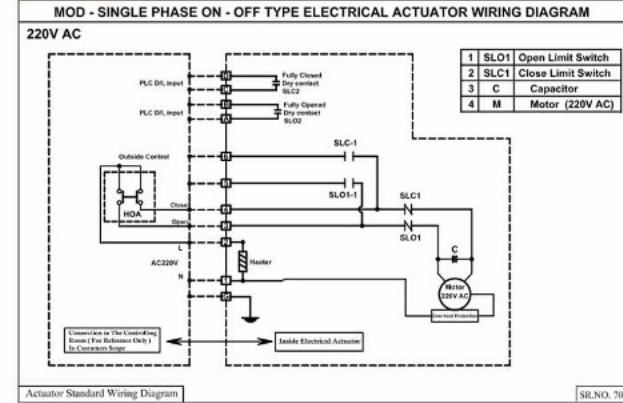 MOD - SINGLE PHASE ON - OFF TYPE ELECTRICAL ACTUATOR WIRING DIAGRAM
220V AC
1 SLO1 Open Limit Switch
2 SLC1 Close Limit Switch
3 C Capacitor
4 M Motor (220V AC)
PLC D/I, Input
Fully Closed
Dry contact
SLC2
PLC D/I, Input
Fully Opened
Dry contact
SLO2
Outside Control
SLC-1
SLO1-1
HOA
Close
Open
SLC1
SLO1
L
AC220V
N
Heater
C
Motor
220V AC
Connection in The Controlling
Room ( For Reference Only )
In Customers Scope
Inside Electrical Actuator
Actuator Standard Wiring Diagram
SR.NO. 70